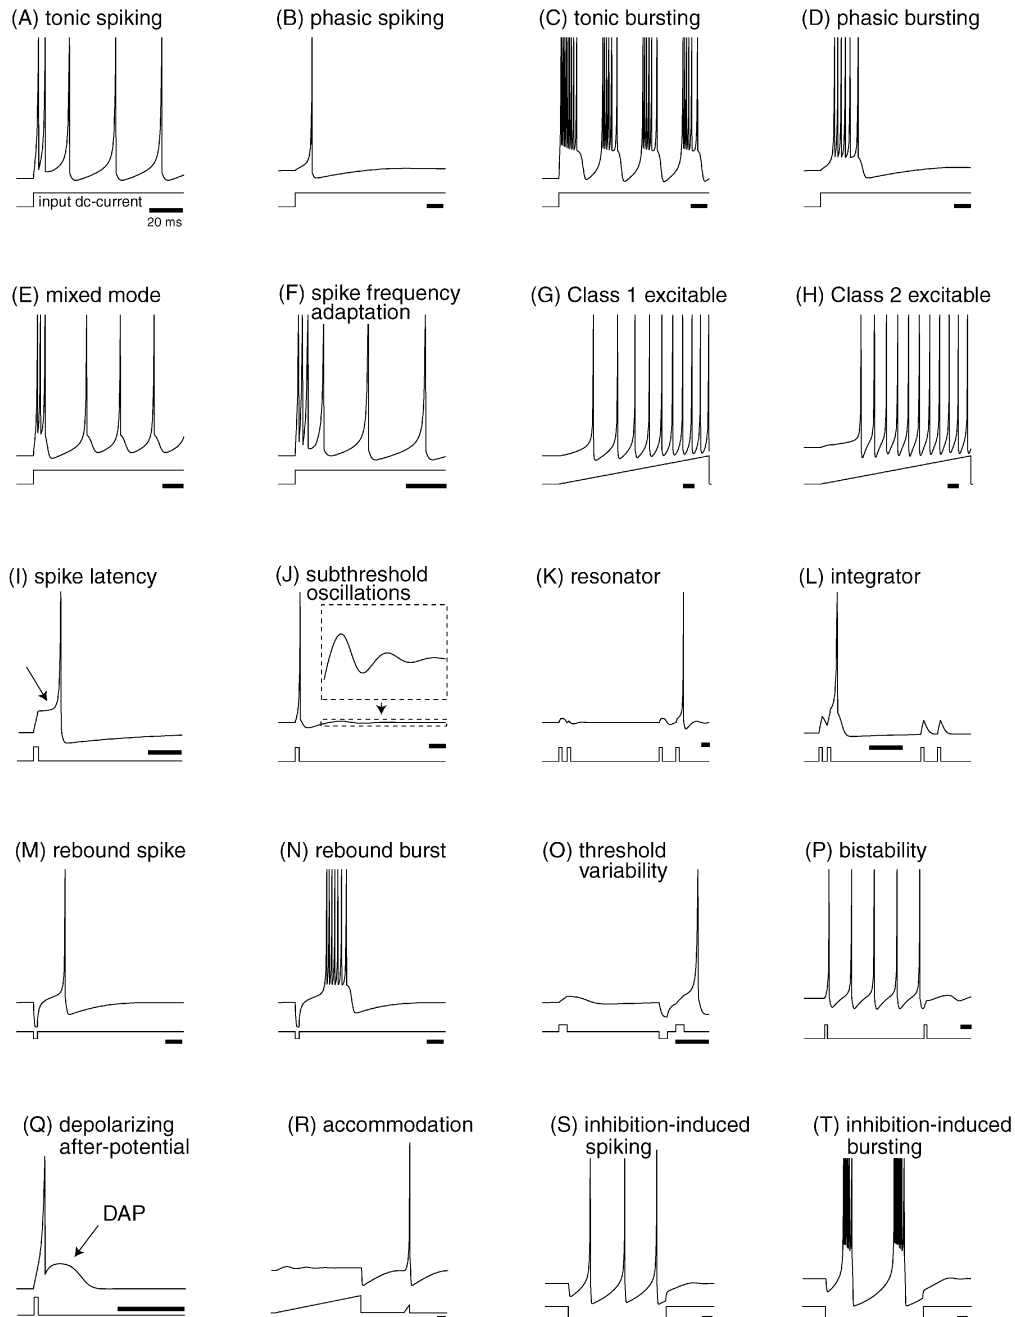 (A) tonic spiking
(B) phasic spiking
(C) tonic bursting
(D) phasic bursting
input dc-current
20 ms
(E) mixed mode
(F) spike frequency
adaptation
(G) Class 1 excitable
(H) Class 2 excitable
(I) spike latency
(J) subthreshold
oscillations
(K) resonator
(L) integrator
(M) rebound spike
(N) rebound burst
(O) threshold
variability
(P) bistability
(Q) depolarizing
after-potential
DAP
(R) accommodation
(S) inhibition-induced
spiking
(T) inhibition-induced
bursting